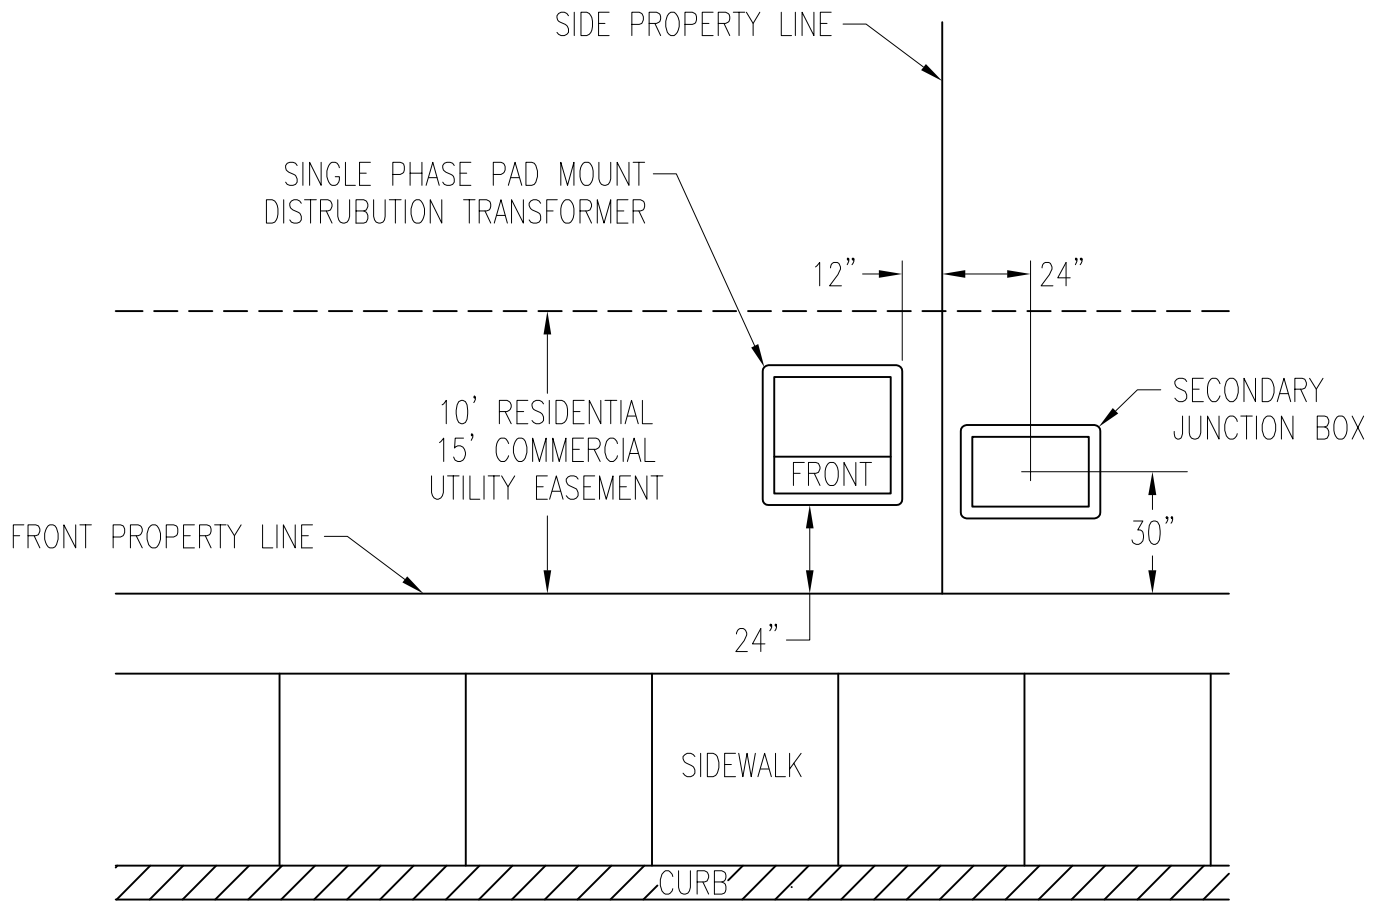 SIDE PROPERTY LINE
SINGLE PHASE PAD MOUNT
DISTRUBUTION TRANSFORMER
12”
24”
10’ RESIDENTIAL
15’ COMMERCIAL
UTILITY EASEMENT
SECONDARY
JUNCTION BOX
FRONT
30”
FRONT PROPERTY LINE
24”
SIDEWALK
CURB